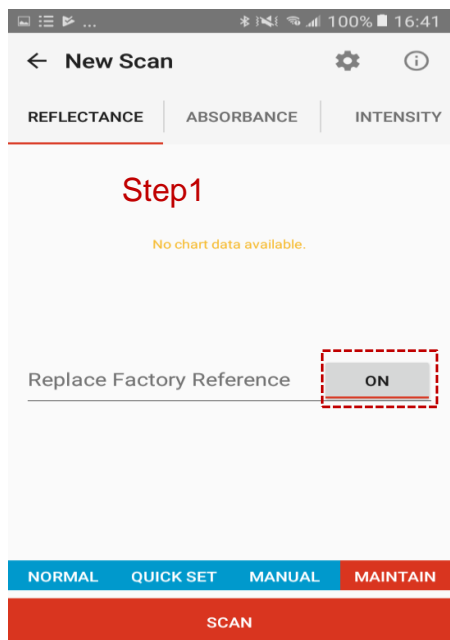 ... 100% 16:41
← New Scan
REFLECTANCE ABSORBANCE INTENSITY
Step1
No chart data available.
Replace Factory Reference ON
NORMAL QUICK SET MANUAL MAINTAIN
SCAN